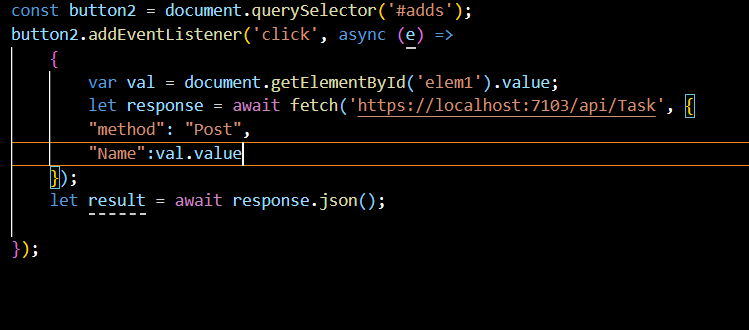 const button2 = document.querySelector('#adds');
button2.addEventListener('click', async (e) =>
{
var val = document.getElementById('elem1').value;
let response = await fetch('https://localhost:7103/api/Task', {
"method": "Post",
"Name":val.value
});
let result = await response.json();
});